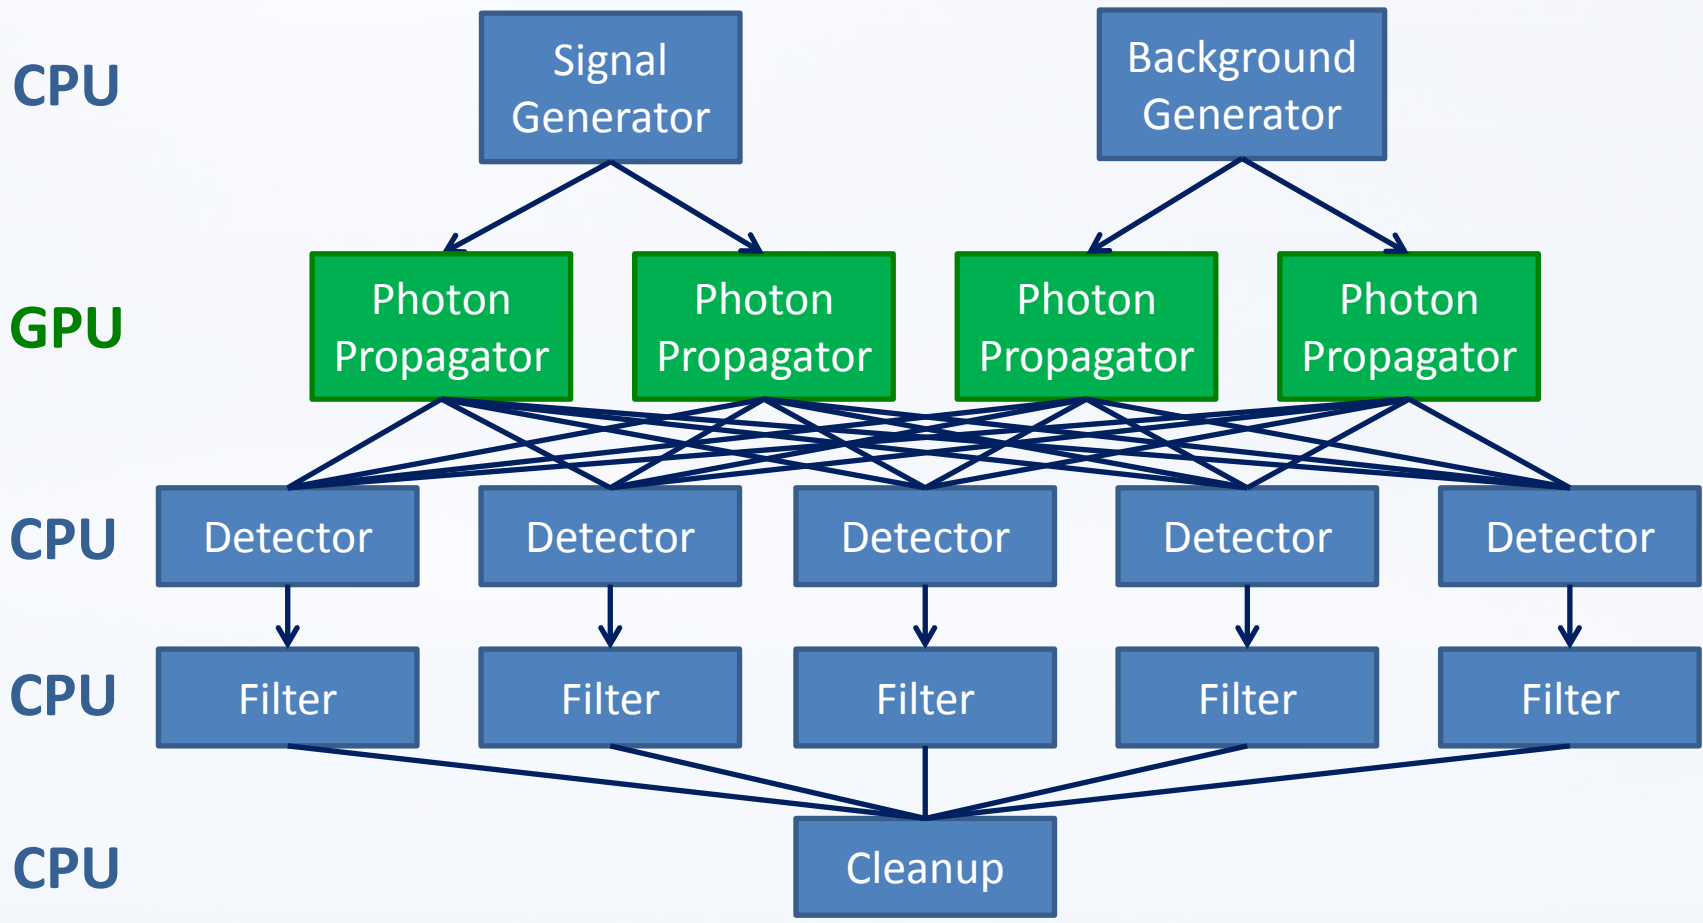 CPU
Signal
Generator
Background
Generator
GPU
Photon
Propagator
Photon
Propagator
Photon
Propagator
Photon
Propagator
CPU
Detector
Detector
Detector
Detector
Detector
CPU
Filter
Filter
Filter
Filter
Filter
CPU
Cleanup